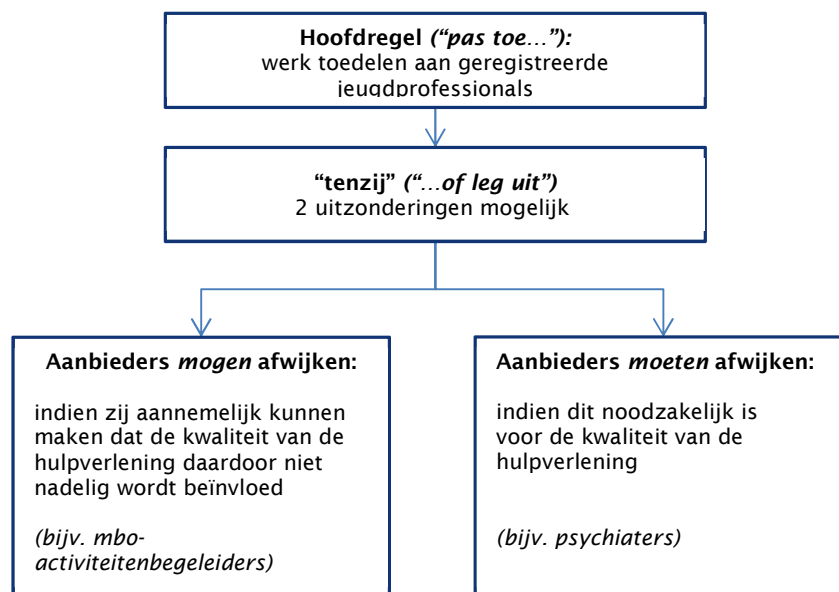 Hoofdregel (“pas toe…”):
werk toedelen aan geregistreerde
jeugdprofessionals
“tenzij” (“…of leg uit”)
2 uitzonderingen mogelijk
Aanbieders mogen afwijken:
indien zij aannemelijk kunnen
maken dat de kwaliteit van de
hulpverlening daardoor niet
nadelig wordt beïnvloed
(bijv. mbo-
activiteitenbegeleiders)
Aanbieders moeten afwijken:
indien dit noodzakelijk is
voor de kwaliteit van de
hulpverlening
(bijv. psychiaters)